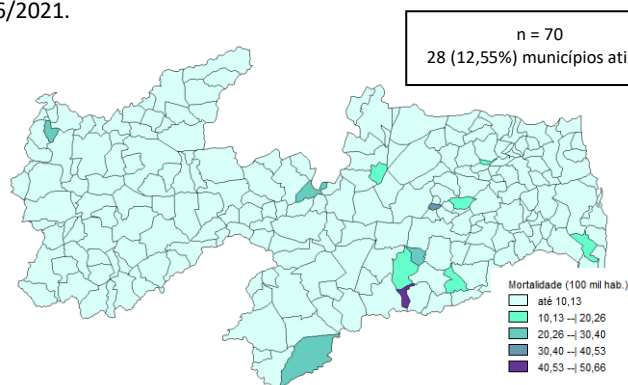 6/2021.
n = 70
28 (12,55%) municípios ati
Mortalidade (100 mil hab.)
até 10,13
10,13 --| 20,26
20,26 --| 30,40
30,40 --| 40,53
40,53 --| 50,66